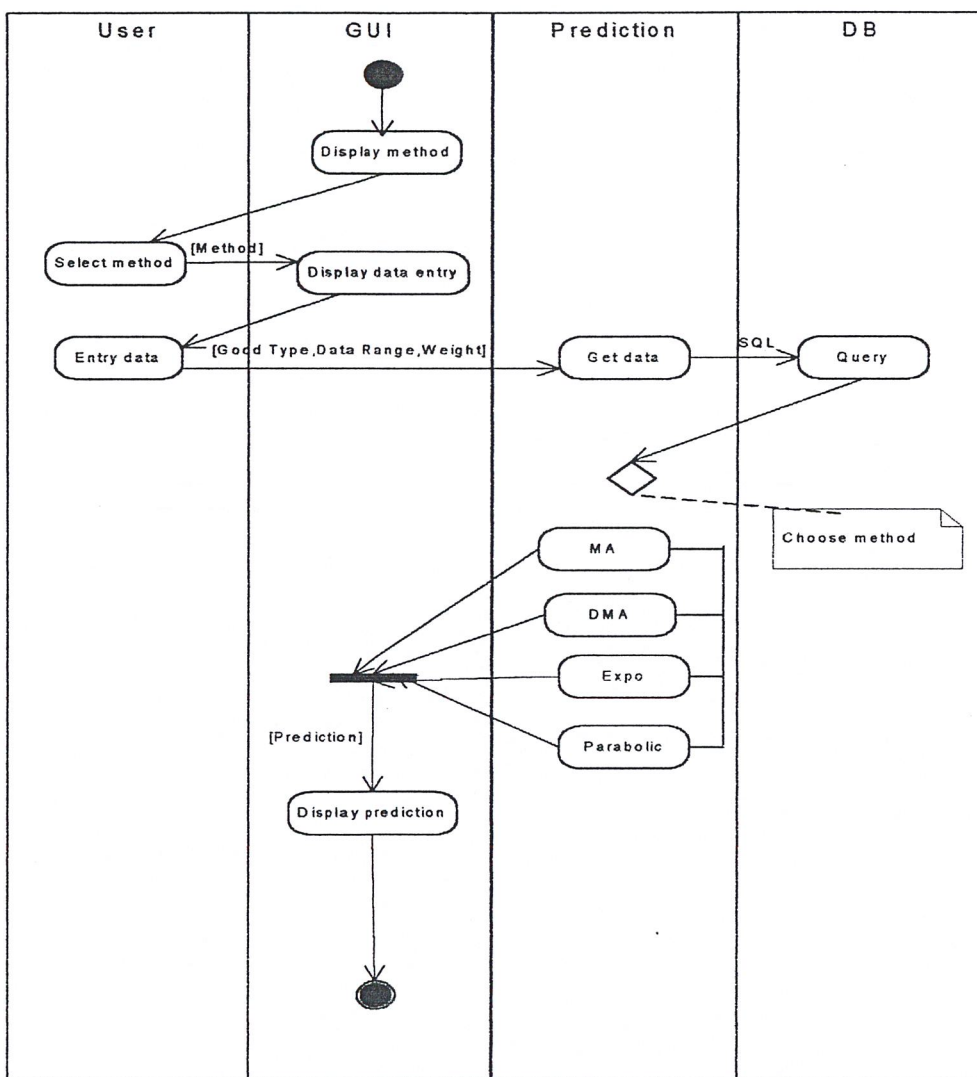 User
GUI
Prediction
DB
Display method
[Method]
Select method
Display data entry
[Good Type,Data Range,Weight]
SQL
Entry data
Get data
Query
Choose method
MA
DMA
Expo
Parabolic
[Prediction]
Display prediction